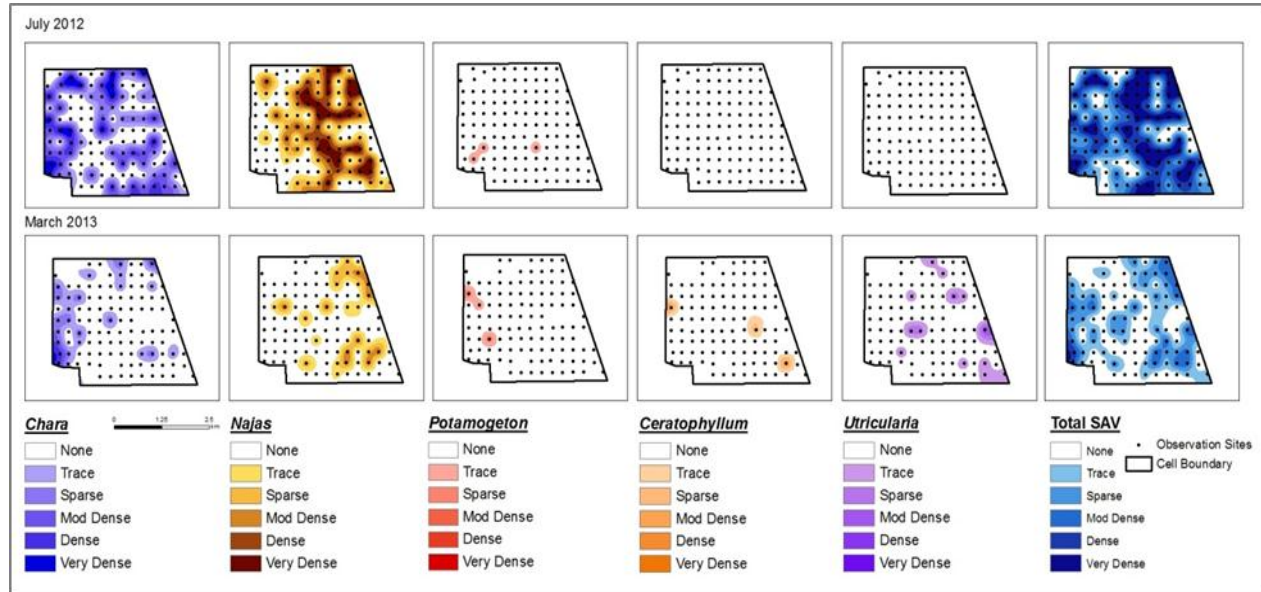 July 2012
March 2013
Chara 0 1.25 2.5
Najas
Potamogeton
Ceratophyllum
Utricularia
Total SAV
None
Trace
Sparse
Mod Dense
Dense
Very Dense
None
Trace
Sparse
Mod Dense
Dense
Very Dense
None
Trace
Sparse
Mod Dense
Dense
Very Dense
None
Trace
Sparse
Mod Dense
Dense
Very Dense
None
Trace
Sparse
Mod Dense
Dense
Very Dense
None
Trace
Sparse
Mod Dense
Dense
Very Dense
Observation Sites
Cell Boundary